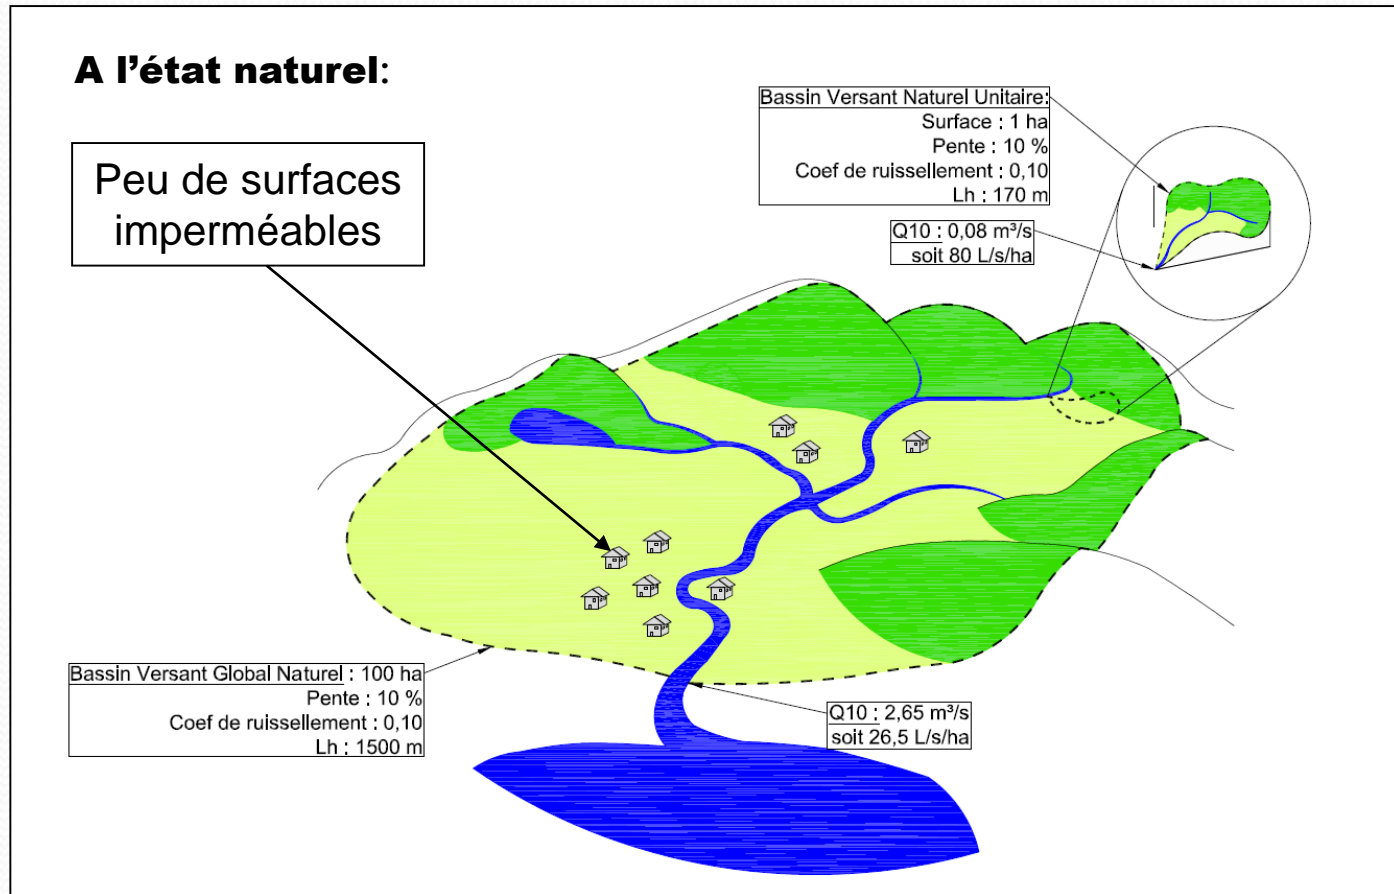 A l'état naturel:
Peu de surfaces
imperméables
Bassin Versant Naturel Unitaire:
Surface : 1 ha
Pente : 10 %
Coef de ruissellement : 0,10
Lh : 170 m
Q10 : 0,08 m³/s
soit 80 L/s/ha
Bassin Versant Global Naturel : 100 ha
Pente : 10 %
Coef de ruissellement : 0,10
Lh : 1500 m
Q10 : 2,65 m³/s
soit 26,5 L/s/ha